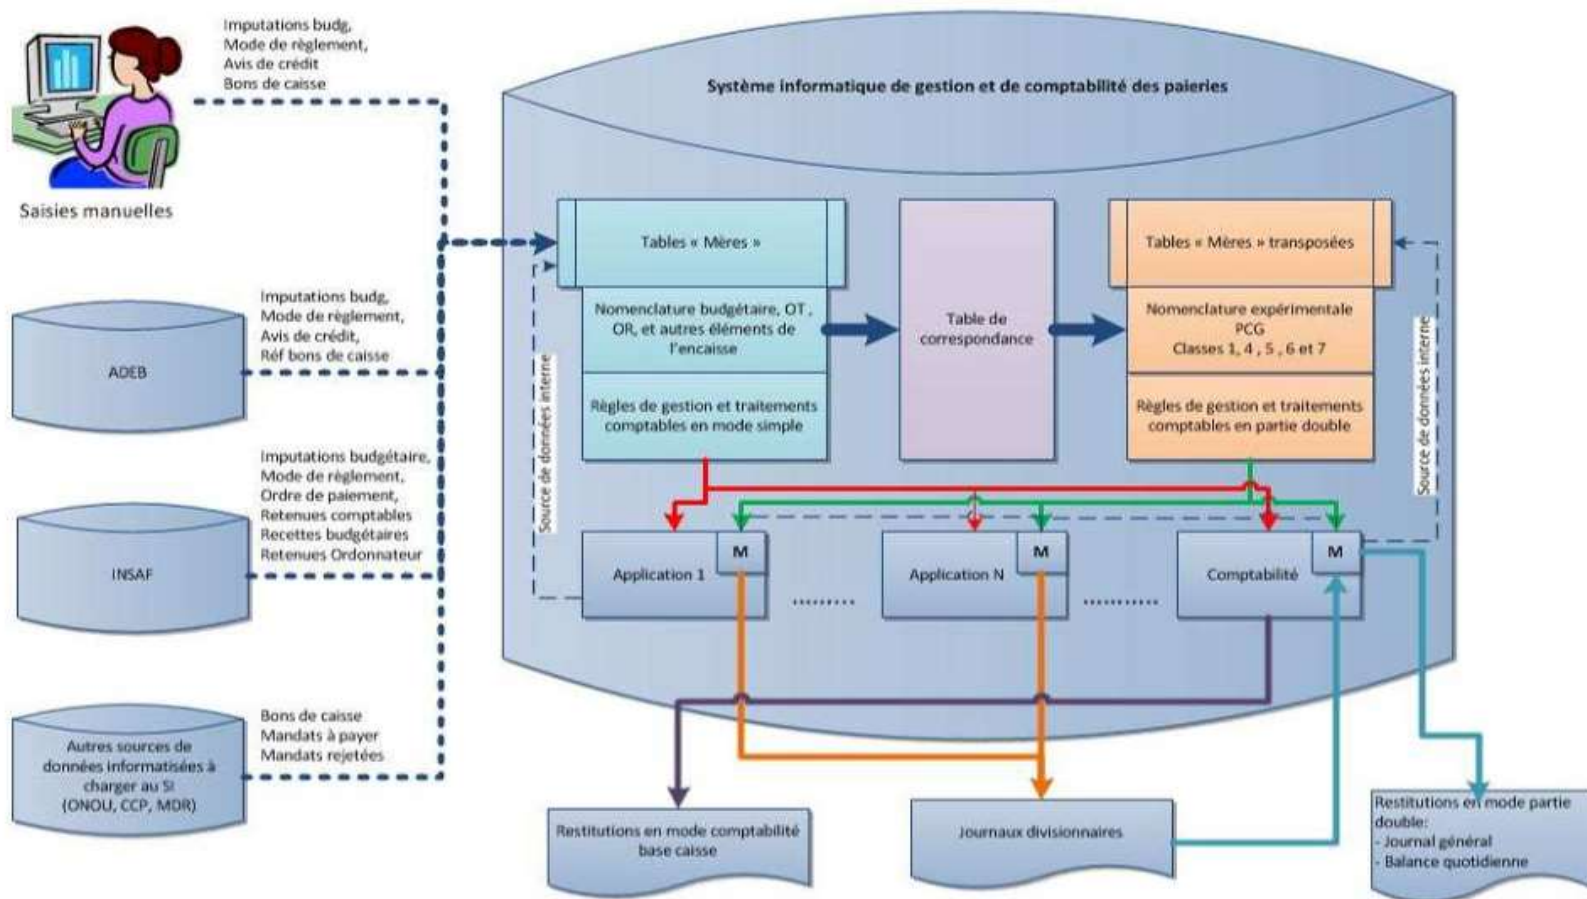 Imputations budg,
Mode de règlement,
Avis de crédit
Bons de caisse
Saisies manuelles
Imputations budg,
Mode de règlement,
Avis de crédit,
Réf bons de caisse
ADEB
Imputations budgétaire,
Mode de règlement,
Ordre de paiement,
Retenues comptables
Recettes budgétaires
Retenues Ordonnateur
INSAF
Bons de caisse
Mandats à payer
Mandats rejetées
Autres sources de
données informatisées à
charger au SI
(ONOU, CCP, MDR)
Système informatique de gestion et de comptabilité des paieries
Tables « Mères »
Nomenclature budgétaire, OT ,
OR, et autres éléments de
l'encaisse
Règles de gestion et traitements
comptables en mode simple
Table de
correspondance
Tables « Mères » transposées
Nomenclature expérimentale
PCG
Classes 1, 4 , 5 , 6 et 7
Règles de gestion et traitements
comptables en partie double
Source de données interne
Source de données interne
Application 1
M
.........
Application N
M
...........
Comptabilité
M
Restitutions en mode comptabilité
base caisse
Journaux divisionnaires
Restitutions en mode partie
double:
- Journal général
- Balance quotidienne